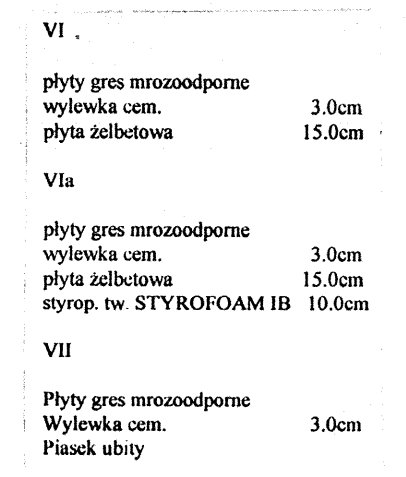 VI
płyty gres mrozoodporne
wylewka cem. 3.0cm
płyta żelbetowa 15.0cm
VIa
płyty gres mrozoodporne
wylewka cem. 3.0cm
płyta żelbetowa 15.0cm
styrop. tw. STYROFOAM IB 10.0cm
VII
Płyty gres mrozoodporne
Wylewka cem. 3.0cm
Piasek ubity